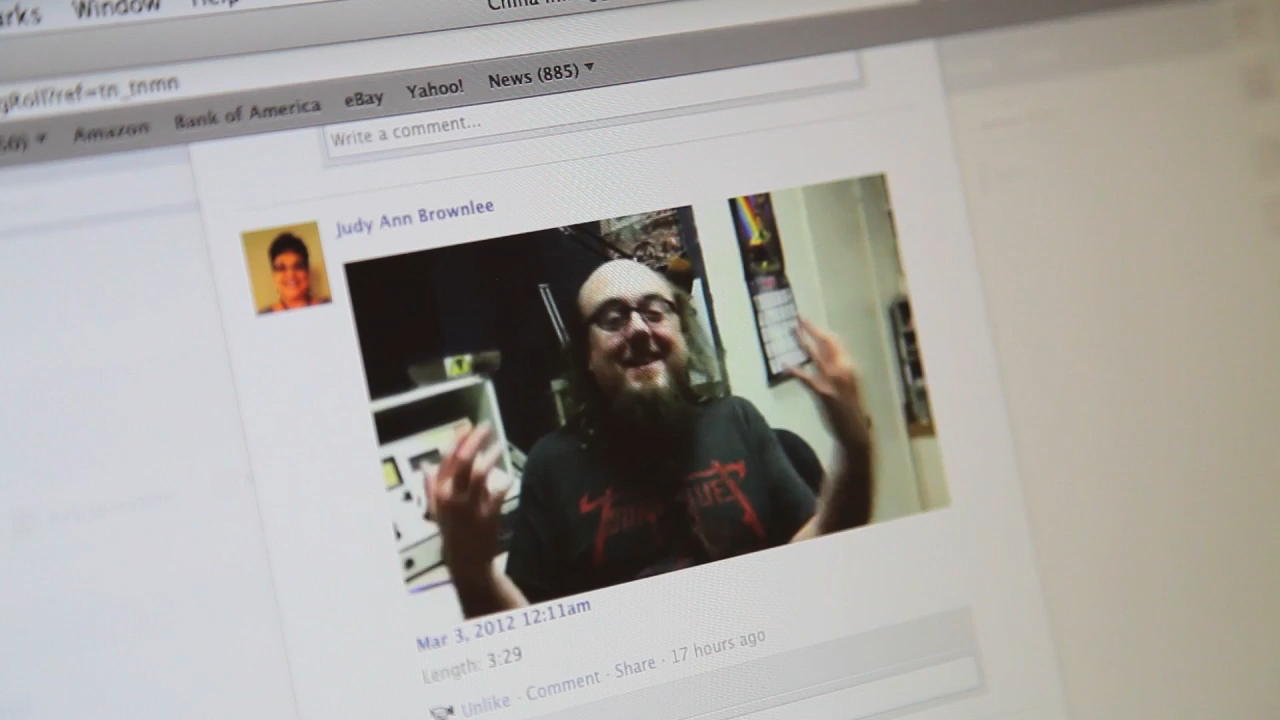 Window
Amazon Bank of America eBay Yahoo! News (885)
Write a comment...
Judy Ann Brownlee
Mar 3, 2012 12:11am
Length: 3:29
Unlike · Comment · Share · 17 hours ago